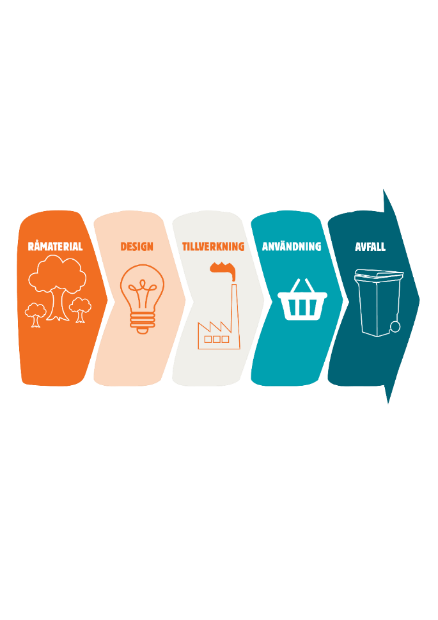 RÅMATERIAL
DESIGN
TILLVERKNING
ANVÄNDNING
AVFALL